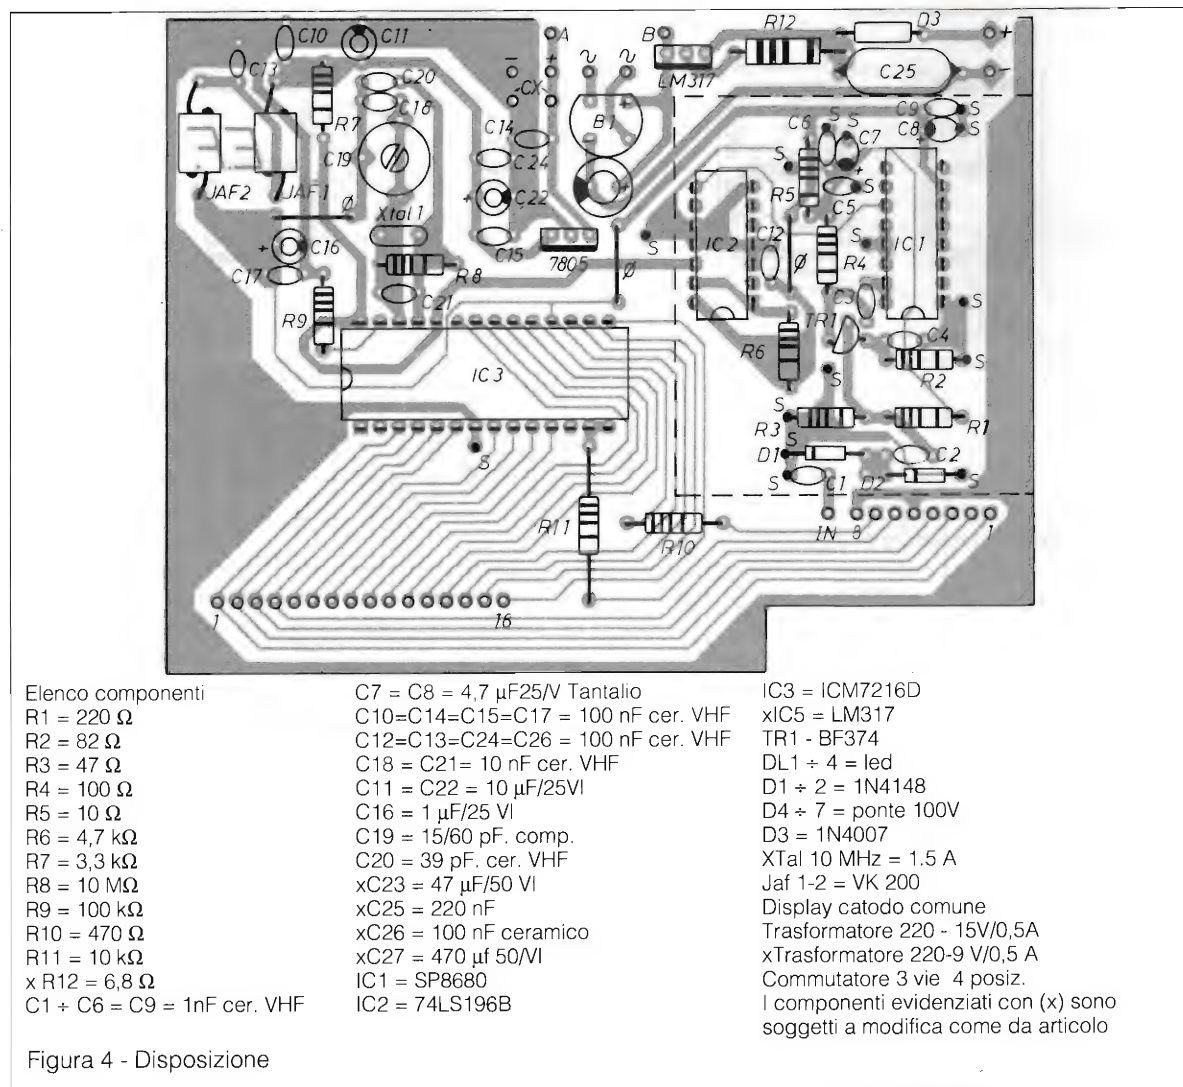 C10
C11
A
B
R12
D3
+
C13
C20
-
+
~
~
LM317
C25
-
CX
C18
R7
C14
B1
+
C9
S
C6
S
S
C8
S
C7
+
S
+
JAF2
JAF1
C19
C24
+
C22
+
S
R5
C5
S
ø
Xtal 1
+
C16
C15
7805
S
IC2
C12
ø
R4
S
IC1
C17
R8
ø
C21
C3
S
R9
TR1
C4
IC3
R6
S
R2
S
S
R3
R1
S
D1
S
C2
S
S
C1
D2
S
R11
R10
IN
8
1
1
16
Elenco componenti
R1 = 220 Ω
R2 = 82 Ω
R3 = 47 Ω
R4 = 100 Ω
R5 = 10 Ω
R6 = 4,7 kΩ
R7 = 3,3 kΩ
R8 = 10 MΩ
R9 = 100 kΩ
R10 = 470 Ω
R11 = 10 kΩ
x R12 = 6,8 Ω
C1 ÷ C6 = C9 = 1nF cer. VHF
C7 = C8 = 4,7 µF25/V Tantalio
C10=C14=C15=C17 = 100 nF cer. VHF
C12=C13=C24=C26 = 100 nF cer. VHF
C18 = C21= 10 nF cer. VHF
C11 = C22 = 10 µF/25Vl
C16 = 1 µF/25 Vl
C19 = 15/60 pF. comp.
C20 = 39 pF. cer. VHF
xC23 = 47 µF/50 Vl
xC25 = 220 nF
xC26 = 100 nF ceramico
xC27 = 470 µf 50/Vl
IC1 = SP8680
IC2 = 74LS196B
IC3 = ICM7216D
xIC5 = LM317
TR1 - BF374
DL1 ÷ 4 = led
D1 ÷ 2 = 1N4148
D4 ÷ 7 = ponte 100V
D3 = 1N4007
XTal 10 MHz = 1.5 A
Jaf 1-2 = VK 200
Display catodo comune
Trasformatore 220 - 15V/0,5A
xTrasformatore 220-9 V/0,5 A
Commutatore 3 vie 4 posiz.
I componenti evidenziati con (x) sono
soggetti a modifica come da articolo
Figura 4 - Disposizione